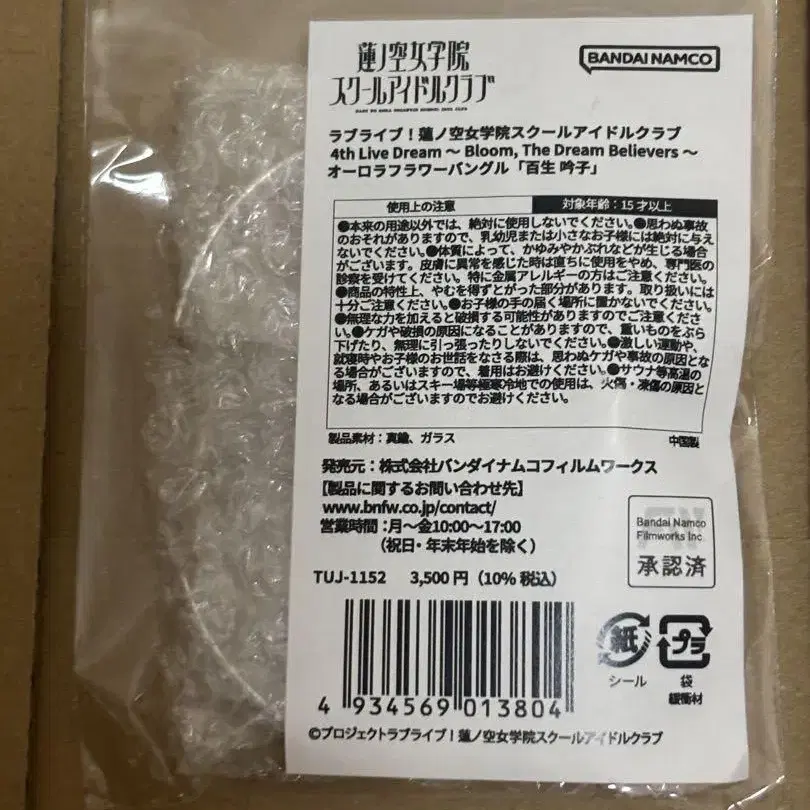 蓮ノ空女学院
スクールアイドルクラブ
BANDAI NAMCO
ラブライブ!蓮ノ空女学院スクールアイドルクラブ
4th Live Dream ~ Bloom, The Dream Believers ~
オーロラフラワーバングル「百生 吟子」
使用上の注意
対象年齢:15才以上
●本来の用途以外では、絶対に使用しないでください。●思わぬ事故
のおそれがありますので、乳幼児または小さなお子様には絶対に与え
ないでください。●体質によって、かゆみやかぶれなどが生じる場合
がございます。皮膚に異常を感じた時は直ちに使用をやめ、専門医の
診察を受けてください。特に金属アレルギーの方はご注意ください。
●商品の特性上、やむを得ずとがった部分があります。取り扱いには
十分ご注意ください。●お子様の手の届く場所に置かないでください。
●無理な力を加えると破損する可能性がありますのでご注意くださ
い。●ケガや破損の原因になることがありますので、重いものをぶら
下げたり、無理に引っ張ったりしないでください。●激しい運動や、
就寝時やお子様のお世話をなさる際は、思わぬケガや事故の原因とな
る場合がございますので、着用はお避けください。●サウナ等高温の
場所、あるいはスキー場等極寒冷地での使用は、火傷・凍傷の原因と
なる場合がございますのでお避けください。
製品素材:真鍮、ガラス
中国製
発売元:株式会社バンダイナムコフィルムワークス
【製品に関するお問い合わせ先】
www.bnfw.co.jp/contact/
営業時間:月〜金10:00〜17:00
(祝日・年末年始を除く)
Bandai Namco
Filmworks Inc.
承認済
TUJ-1152 3,500円(10% 税込)
紙
シール
プラ
袋
緩衝材
4 934569 013804
©プロジェクトラブライブ!蓮ノ空女学院スクールアイドルクラブ